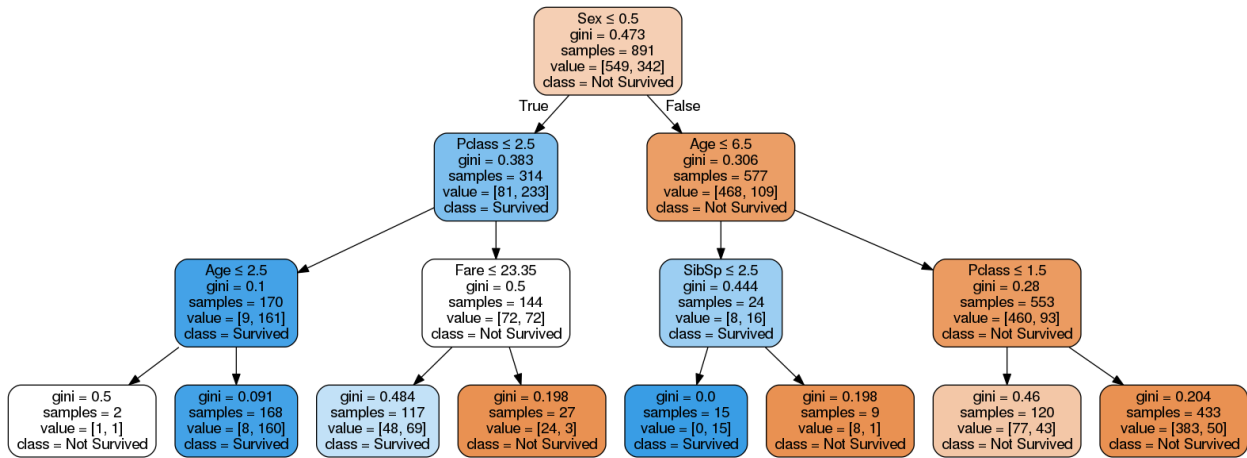 Sex ≤ 0.5
gini = 0.473
samples = 891
value = [549, 342]
class = Not Survived
True
False
Pclass ≤ 2.5
gini = 0.383
samples = 314
value = [81, 233]
class = Survived
Age ≤ 6.5
gini = 0.306
samples = 577
value = [468, 109]
class = Not Survived
Age ≤ 2.5
gini = 0.1
samples = 170
value = [9, 161]
class = Survived
Fare ≤ 23.35
gini = 0.5
samples = 144
value = [72, 72]
class = Not Survived
SibSp ≤ 2.5
gini = 0.444
samples = 24
value = [8, 16]
class = Survived
Pclass ≤ 1.5
gini = 0.28
samples = 553
value = [460, 93]
class = Not Survived
gini = 0.5
samples = 2
value = [1, 1]
class = Not Survived
gini = 0.091
samples = 168
value = [8, 160]
class = Survived
gini = 0.484
samples = 117
value = [48, 69]
class = Survived
gini = 0.198
samples = 27
value = [24, 3]
class = Not Survived
gini = 0.0
samples = 15
value = [0, 15]
class = Survived
gini = 0.198
samples = 9
value = [8, 1]
class = Not Survived
gini = 0.46
samples = 120
value = [77, 43]
class = Not Survived
gini = 0.204
samples = 433
value = [383, 50]
class = Not Survived